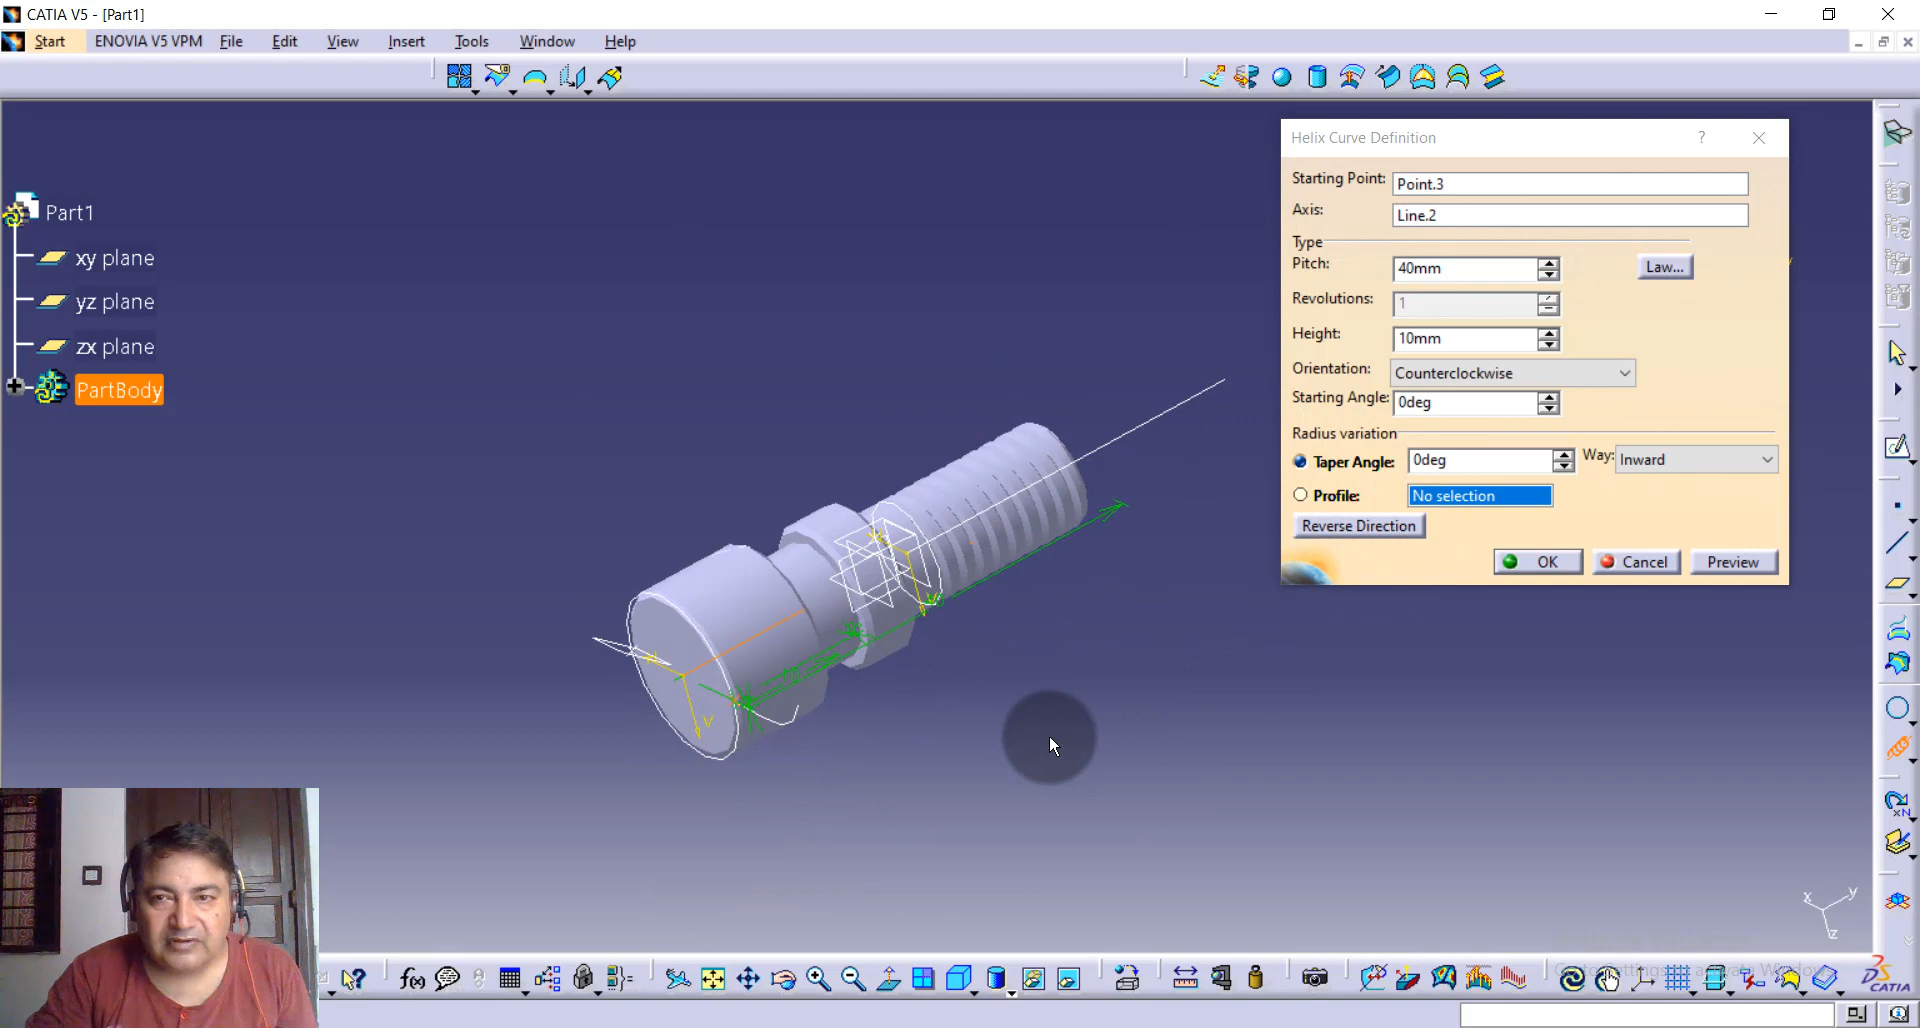 CATIA V5 - [Part1]
Start ENOVIA V5 VPM File Edit View Insert Tools Window Help
Part1
xy plane
yz plane
zx plane
PartBody
Helix Curve Definition ?
Starting Point: Point.3
Axis: Line.2
Type
Pitch: 40mm Law...
Revolutions: 1
Height: 10mm
Orientation: Counterclockwise
Starting Angle: 0deg
Radius variation
Taper Angle: 0deg Way: Inward
Profile: No selection
Reverse Direction
OK Cancel Preview
V
x y
z
f(x)
CATIA